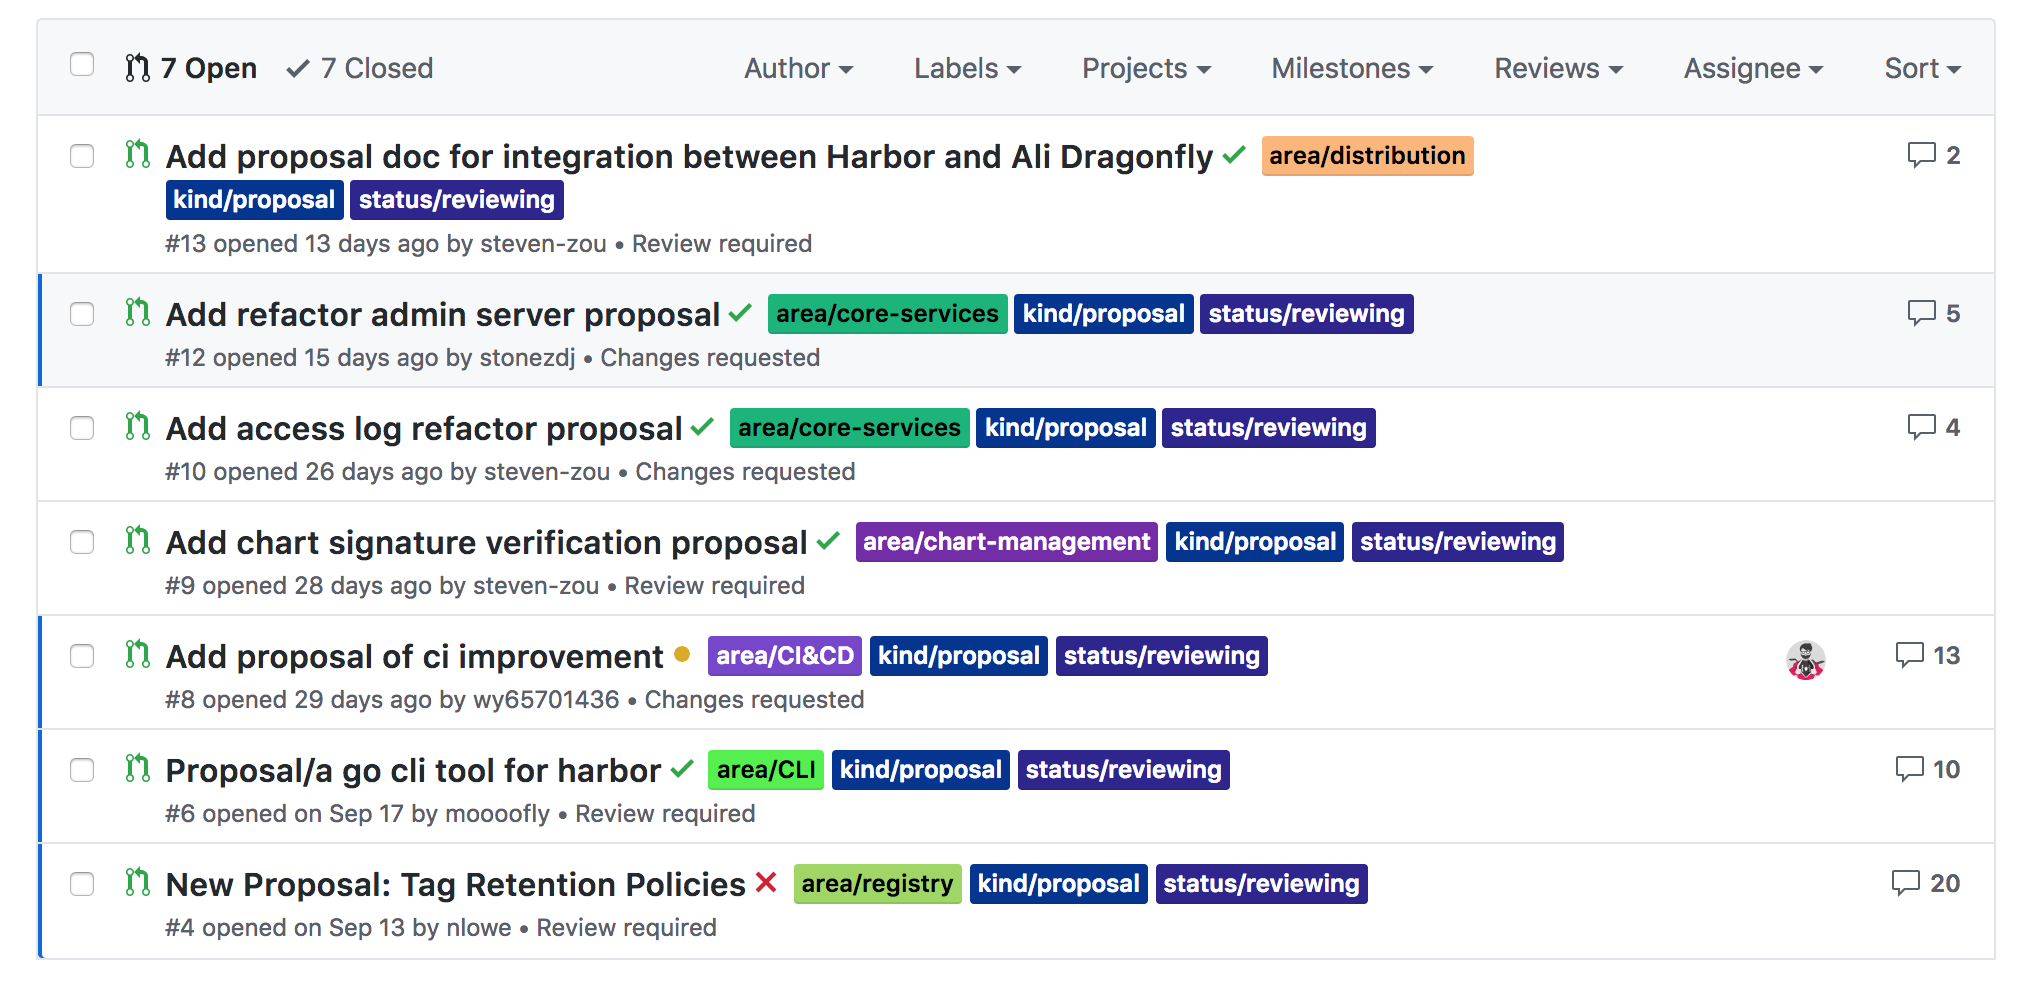 7 Open 7 Closed Author Labels Projects Milestones Reviews Assignee Sort
Add proposal doc for integration between Harbor and Ali Dragonfly area/distribution 2
kind/proposal status/reviewing
#13 opened 13 days ago by steven-zou • Review required
Add refactor admin server proposal area/core-services kind/proposal status/reviewing 5
#12 opened 15 days ago by stonezdj • Changes requested
Add access log refactor proposal area/core-services kind/proposal status/reviewing 4
#10 opened 26 days ago by steven-zou • Changes requested
Add chart signature verification proposal area/chart-management kind/proposal status/reviewing
#9 opened 28 days ago by steven-zou • Review required
Add proposal of ci improvement area/CI&CD kind/proposal status/reviewing 13
#8 opened 29 days ago by wy65701436 • Changes requested
Proposal/a go cli tool for harbor area/CLI kind/proposal status/reviewing 10
#6 opened on Sep 17 by moooofly • Review required
New Proposal: Tag Retention Policies area/registry kind/proposal status/reviewing 20
#4 opened on Sep 13 by nlowe • Review required